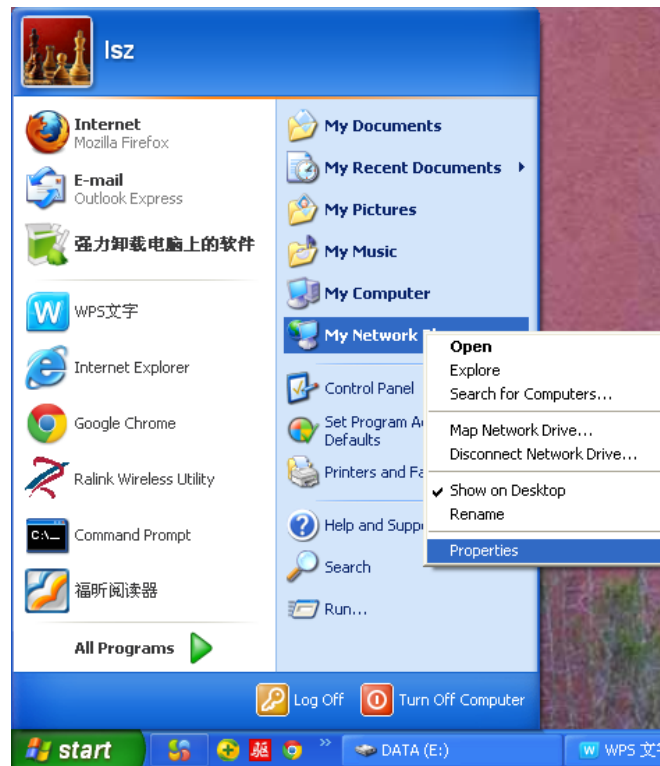 lsz
Internet
Mozilla Firefox
E-mail
Outlook Express
强力卸载电脑上的软件
WPS文字
Internet Explorer
Google Chrome
Ralink Wireless Utility
C:\_
Command Prompt
福昕阅读器
All Programs
My Documents
My Recent Documents
My Pictures
My Music
My Computer
My Network
Control Panel
Set Program
Defaults
Printers and
Help and
Search
Run...
Open
Explore
Search for Computers...
Map Network Drive...
Disconnect Network Drive...
Show on Desktop
Rename
Properties
Log Off
Turn Off Computer
start
DATA (E:)
WPS